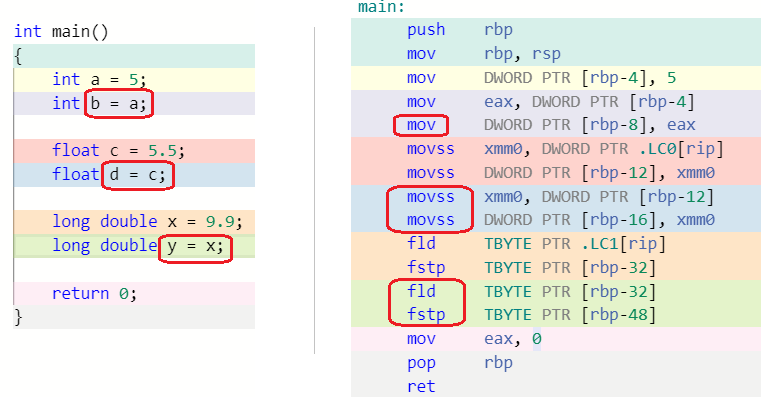 int main()
{
int a = 5;
int b = a;
float c = 5.5;
float d = c;
long double x = 9.9;
long double y = x;
return 0;
}
main:
push rbp
mov rbp, rsp
mov DWORD PTR [rbp-4], 5
mov eax, DWORD PTR [rbp-4]
mov DWORD PTR [rbp-8], eax
movss xmm0, DWORD PTR .LC0[rip]
movss DWORD PTR [rbp-12], xmm0
movss xmm0, DWORD PTR [rbp-12]
movss DWORD PTR [rbp-16], xmm0
fld TBYTE PTR .LC1[rip]
fstp TBYTE PTR [rbp-32]
fld TBYTE PTR [rbp-32]
fstp TBYTE PTR [rbp-48]
mov eax, 0
pop rbp
ret